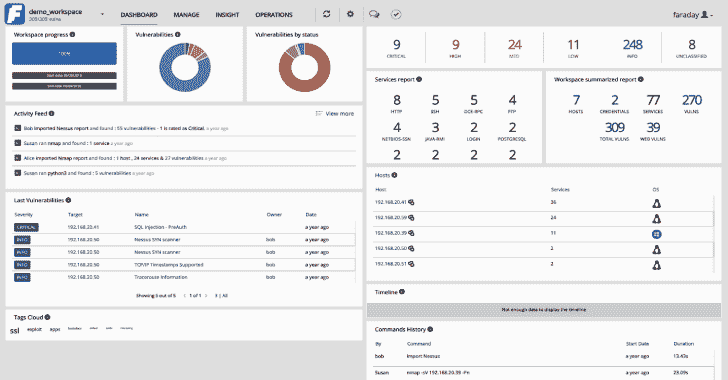 demo_workspace
DASHBOARD MANAGE INSIGHT OPERATIONS
faraday
Workspace progress
100%
Vulnerabilities
Vulnerabilities by status
9 9 24 11 248 8
CRITICAL HIGH MED LOW INFO UNCLASSIFIED
Activity Feed
View more
Bob imported Nessus report and found : 55 vulnerabilities - 1 is rated as Critical. a year ago
Susan ran nmap and found : 1 service a year ago
Alice imported Nmap report and found : 1 host , 24 services & 27 vulnerabilities a year ago
Susan ran python3 and found : 5 vulnerabilities a year ago
Services report
8 5 5 4
HTTP SSH DCE-RPC FTP
4 3 2 2
NETBIOS-SSN JAVA-RMI LOGIN POSTGRESQL
2 2 2 2
Workspace summarized report
7 2 77 270
HOSTS CREDENTIALS SERVICES VULNS
309 39
TOTAL VULNS WEB VULNS
Last Vulnerabilities
Severity Target Name Owner Date
CRITICAL 192.168.20.41 SQL Injection - PreAuth a year ago
INFO 192.168.20.50 Nessus SYN scanner bob a year ago
INFO 192.168.20.50 Nessus SYN scanner bob a year ago
INFO 192.168.20.50 TCP/IP Timestamps Supported bob a year ago
INFO 192.168.20.50 Traceroute Information bob a year ago
Showing 5 out of 5 1 of 1 5 | All
Hosts
Host Services OS
192.168.20.41 36
192.168.20.59 24
192.168.20.39 11
192.168.20.50 2
192.168.20.51 2
Timeline
Not enough data to display the timeline
Tags Cloud
ssl exploit apps
Commands History
By Command Start Date Duration
bob Import Nessus a year ago 13.43s
Susan nmap -sV 192.168.20.39 -Pn a year ago 23.09s